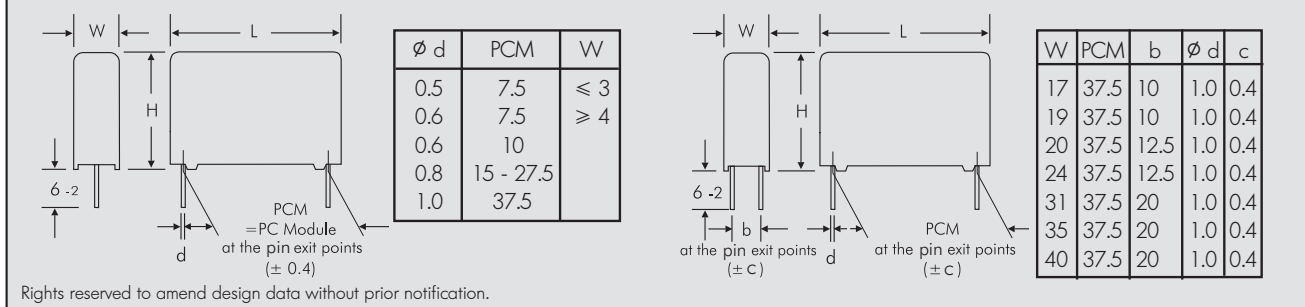 W
L
H
6 -2
d
PCM
=PC Module
at the pin exit points
(± 0.4)
Ø d PCM W
0.5 7.5 ≤ 3
0.6 7.5 ≥ 4
0.6 10
0.8 15 - 27.5
1.0 37.5
W
L
H
6 -2
b
at the pin exit points
(± c)
d
PCM
at the pin exit points
(± c)
W PCM b Ø d c
17 37.5 10 1.0 0.4
19 37.5 10 1.0 0.4
20 37.5 12.5 1.0 0.4
24 37.5 12.5 1.0 0.4
31 37.5 20 1.0 0.4
35 37.5 20 1.0 0.4
40 37.5 20 1.0 0.4
Rights reserved to amend design data without prior notification.